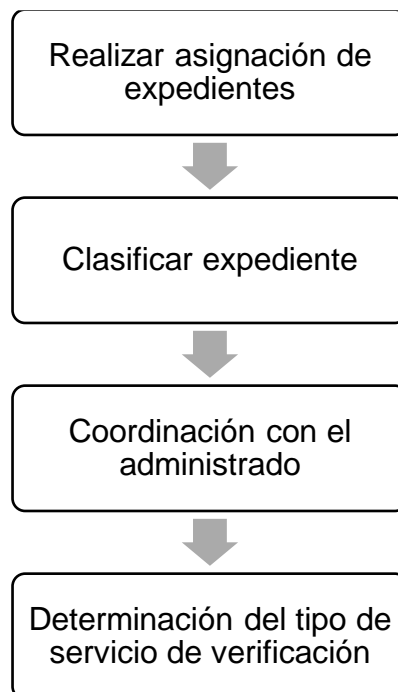 Realizar asignación de
expedientes
Clasificar expediente
Coordinación con el
administrado
Determinación del tipo de
servicio de verificación